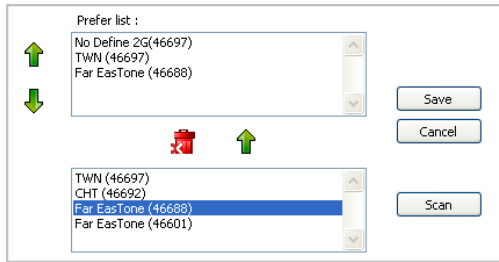 Prefer list :
No Define 2G(46697)
TWN (46697)
Far EasTone (46688)
Save
Cancel
TWN (46697)
CHT (46692)
Far EasTone (46688)
Far EasTone (46601)
Scan